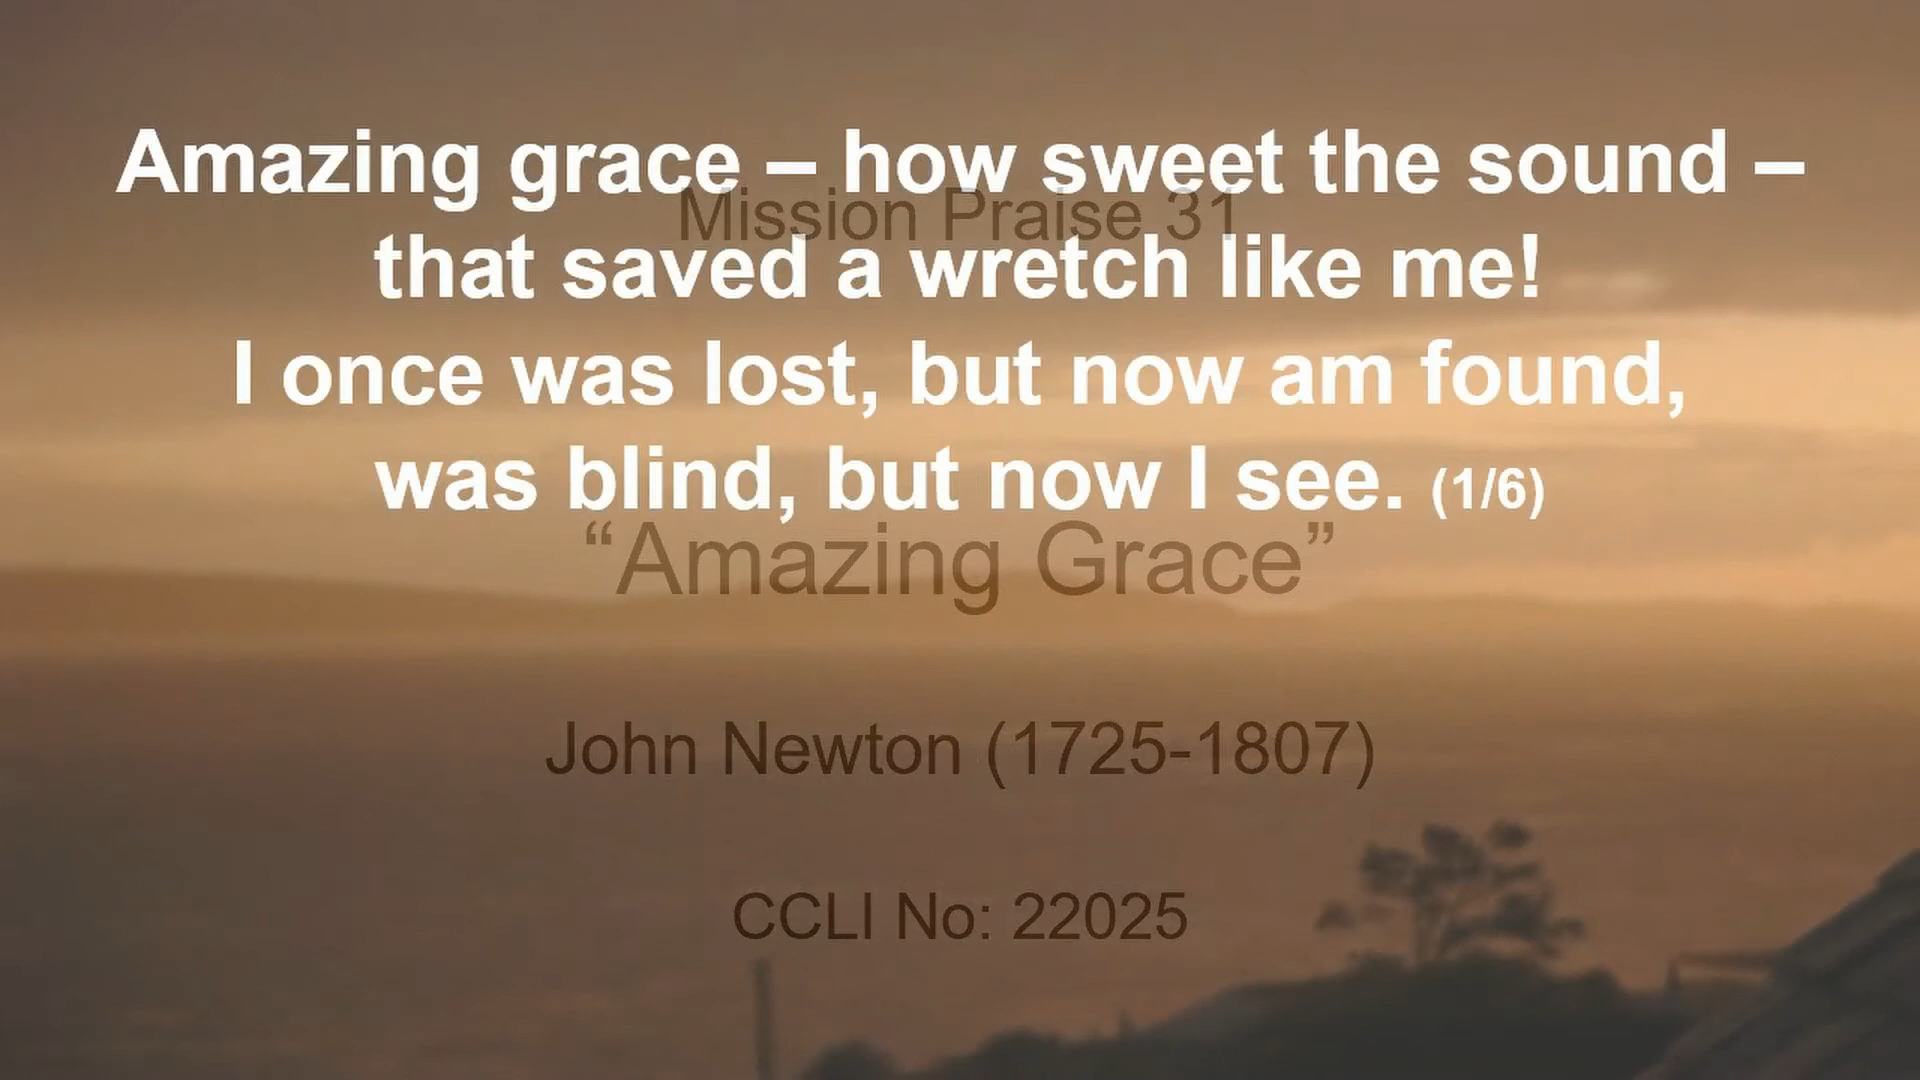 Amazing grace – how sweet the sound –
Mission Praise 31
that saved a wretch like me!
I once was lost, but now am found,
was blind, but now I see. (1/6)
“Amazing Grace”
John Newton (1725-1807)
CCLI No: 22025